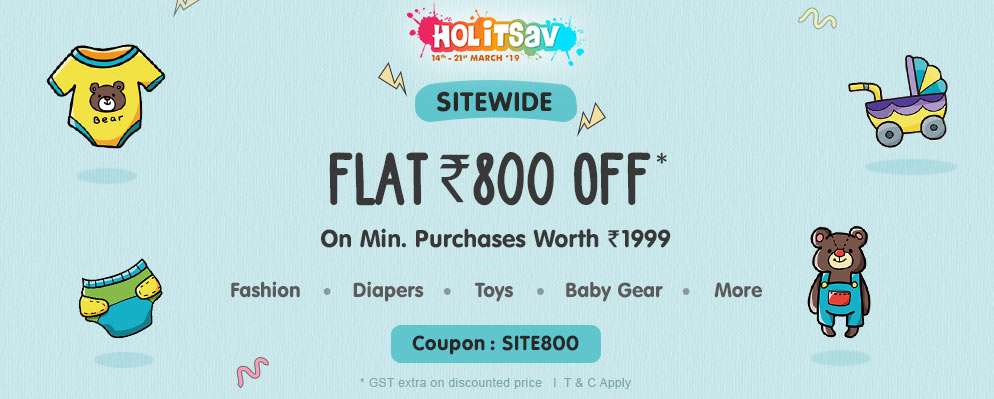 HOLiTSav
14th - 21st MARCH '19
SITEWIDE
FLAT ₹800 OFF*
On Min. Purchases Worth ₹1999
Fashion • Diapers • Toys • Baby Gear • More
Coupon : SITE800
* GST extra on discounted price I T & C Apply
Bear